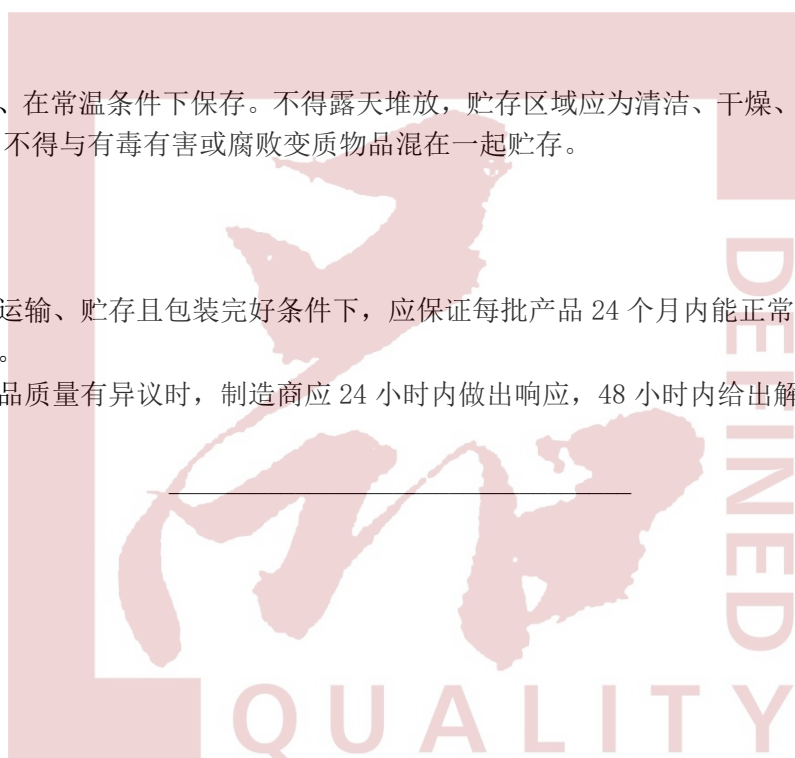 、在常温条件下保存。不得露天堆放，贮存区域应为清洁、干燥、
不得与有毒有害或腐败变质物品混在一起贮存。
运输、贮存且包装完好条件下，应保证每批产品 24 个月内能正常
。
品质量有异议时，制造商应 24 小时内做出响应，48 小时内给出解
DEFINED
QUALITY